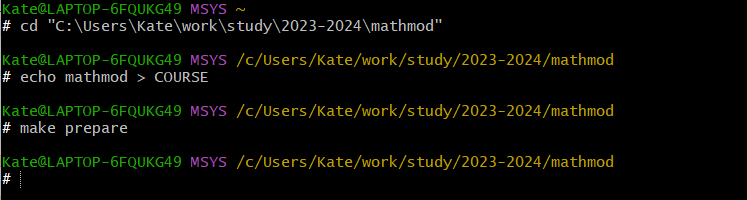 Kate@LAPTOP-6FQUKG49 MSYS ~
# cd "C:\Users\Kate\work\study\2023-2024\mathmod"
Kate@LAPTOP-6FQUKG49 MSYS /c/Users/Kate/work/study/2023-2024/mathmod
# echo mathmod > COURSE
Kate@LAPTOP-6FQUKG49 MSYS /c/Users/Kate/work/study/2023-2024/mathmod
# make prepare
Kate@LAPTOP-6FQUKG49 MSYS /c/Users/Kate/work/study/2023-2024/mathmod
#